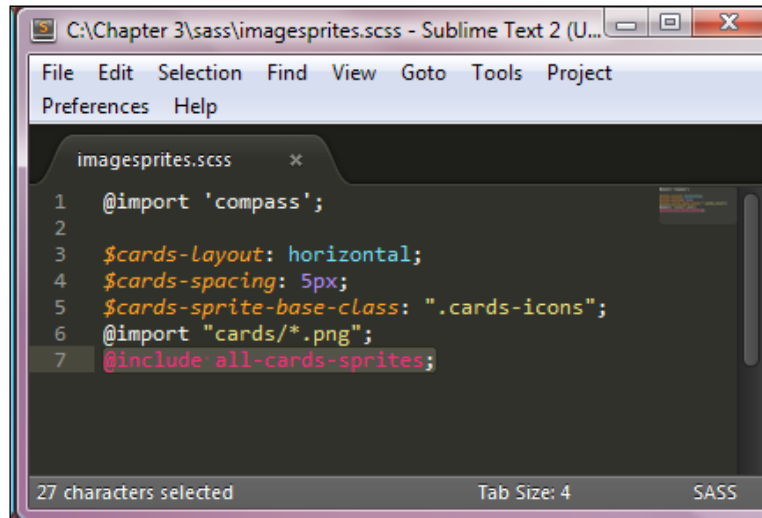 C:\Chapter 3\sass\imagesprites.scss - Sublime Text 2 (U...
File Edit Selection Find View Goto Tools Project
Preferences Help
imagesprites.scss ×
1 @import 'compass';
2
3 $cards-layout: horizontal;
4 $cards-spacing: 5px;
5 $cards-sprite-base-class: ".cards-icons";
6 @import "cards/*.png";
7 @include all-cards-sprites;
27 characters selected Tab Size: 4 SASS